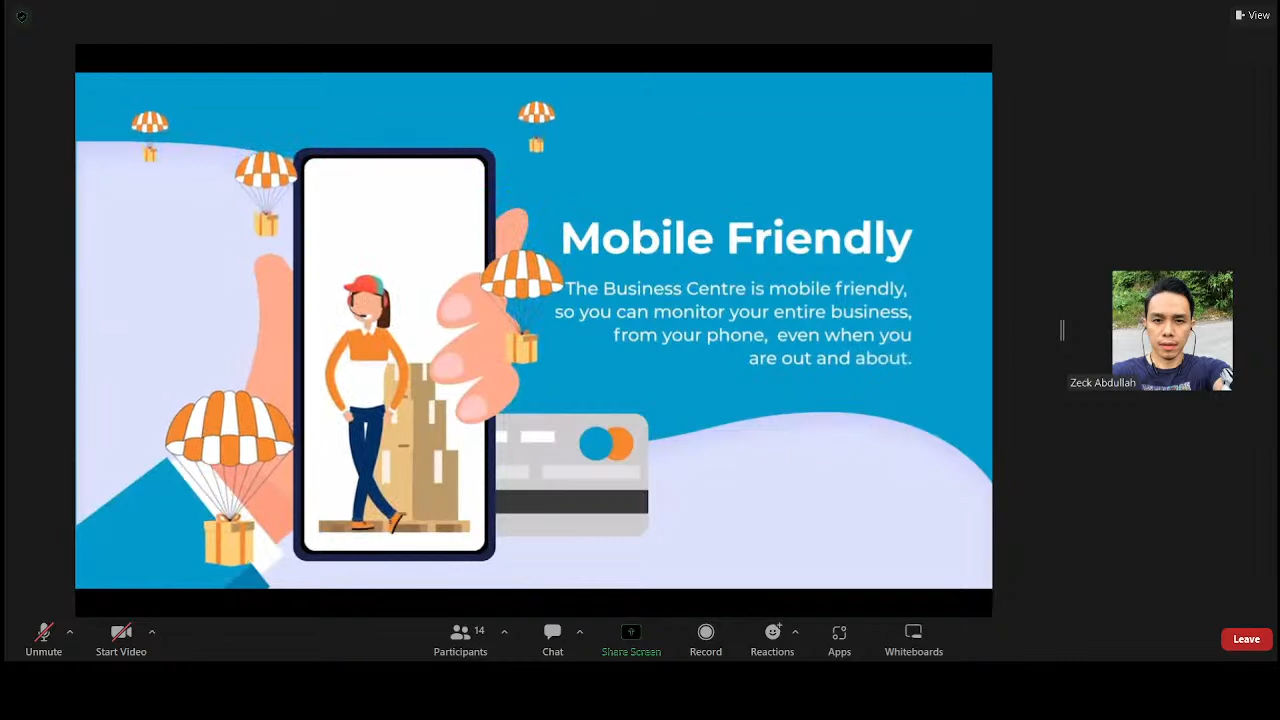 View
Mobile Friendly
The Business Centre is mobile friendly,
so you can monitor your entire business,
from your phone, even when you
are out and about.
Zeck Abdullah
14
Unmute
Start Video
Participants
Chat
Share Screen
Record
Reactions
Apps
Whiteboards
Leave